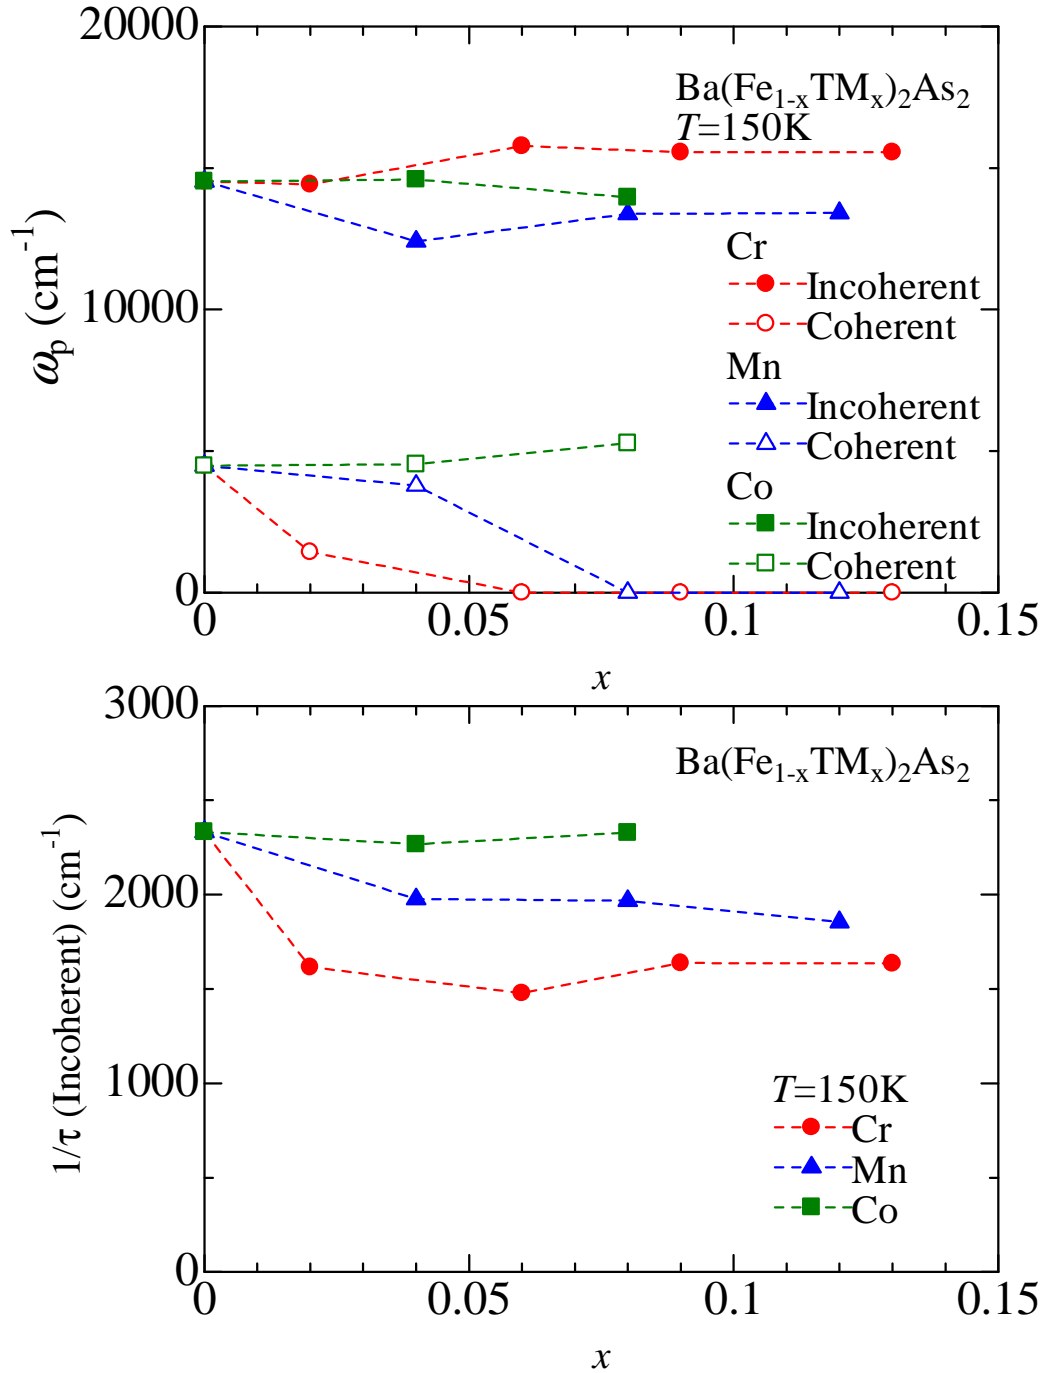 20000
Ba(Fe1-xTMx)2As2
T=150K
ωp (cm-1)
Cr
10000
Incoherent
Coherent
Mn
Incoherent
Coherent
Co
Incoherent
Coherent
0
0 0.05 0.1 0.15
x
3000
Ba(Fe1-xTMx)2As2
1/τ (Incoherent) (cm-1)
2000
1000
T=150K
Cr
Mn
Co
0
0 0.05 0.1 0.15
x